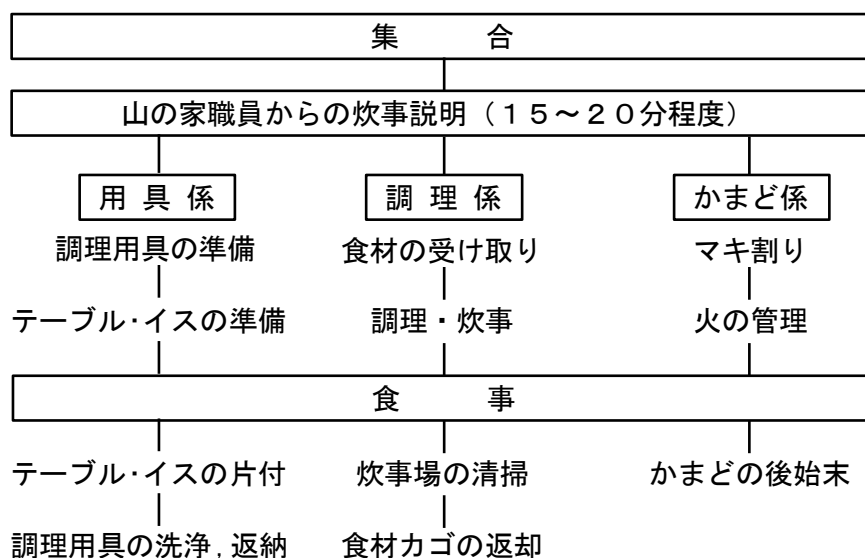 集　　　合
山の家職員からの炊事説明（１５～２０分程度）
用 具 係　調 理 係　かまど係
調理用具の準備　食材の受け取り　マキ割り
テーブル・イスの準備　調理・炊事　火の管理
食　　　事
テーブル・イスの片付　炊事場の清掃　かまどの後始末
調理用具の洗浄，返納　食材カゴの返却